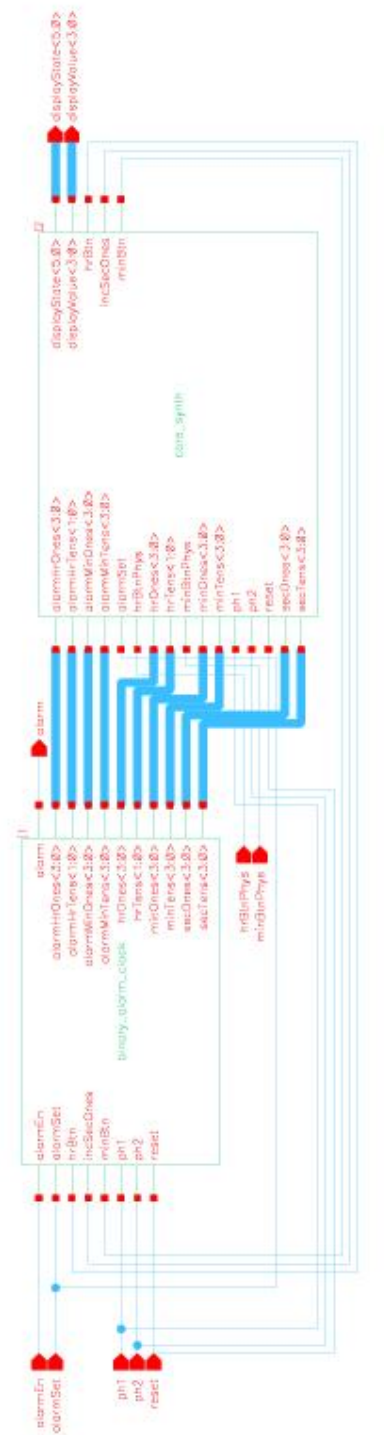 alarmEn
alarmSet
ph1
ph2
reset
I1
alarmEn
alarmSet
hrBtn
incSecOnes
minBtn
ph1
ph2
reset
binary_alarm_clock
alarm
alarmHrOnes<3:0>
alarmHrTens<1:0>
alarmMinOnes<3:0>
alarmMinTens<3:0>
hrOnes<3:0>
hrTens<1:0>
minOnes<3:0>
minTens<3:0>
secOnes<3:0>
secTens<3:0>
alarm
hrBtnPhys
minBtnPhys
I2
alarmHrOnes<3:0>
alarmHrTens<1:0>
alarmMinOnes<3:0>
alarmMinTens<3:0>
alarmSet
hrBtnPhys
hrOnes<3:0>
hrTens<1:0>
minBtnPhys
minOnes<3:0>
minTens<3:0>
ph1
ph2
reset
secOnes<3:0>
secTens<3:0>
core_synth
displayState<5:0>
displayValue<3:0>
hrBtn
incSecOnes
minBtn
displayState<5:0>
displayValue<3:0>